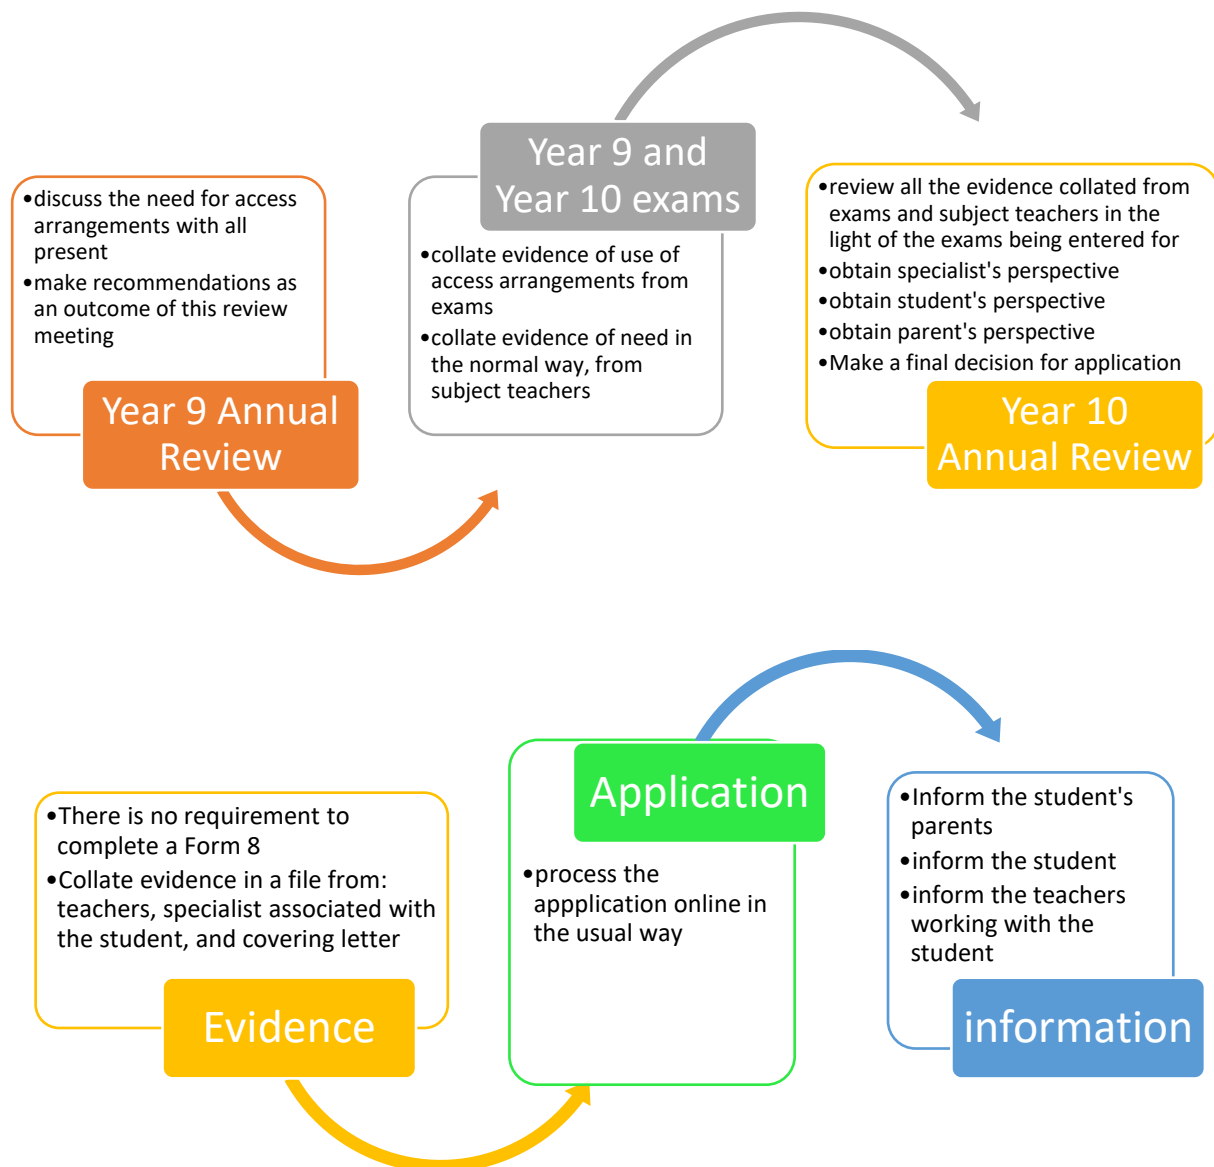 •discuss the need for access
arrangements with all
present
•make recommendations as
an outcome of this review
meeting
Year 9 Annual
Review
Year 9 and
Year 10 exams
•collate evidence of use of
access arrangements from
exams
•collate evidence of need in
the normal way, from
subject teachers
•review all the evidence collated from
exams and subject teachers in the
light of the exams being entered for
•obtain specialist's perspective
•obtain student's perspective
•obtain parent's perspective
•Make a final decision for application
Year 10
Annual Review
•There is no requirement to
complete a Form 8
•Collate evidence in a file from:
teachers, specialist associated with
the student, and covering letter
Evidence
Application
•process the
appplication online in
the usual way
•Inform the student's
parents
•inform the student
•inform the teachers
working with the
student
information